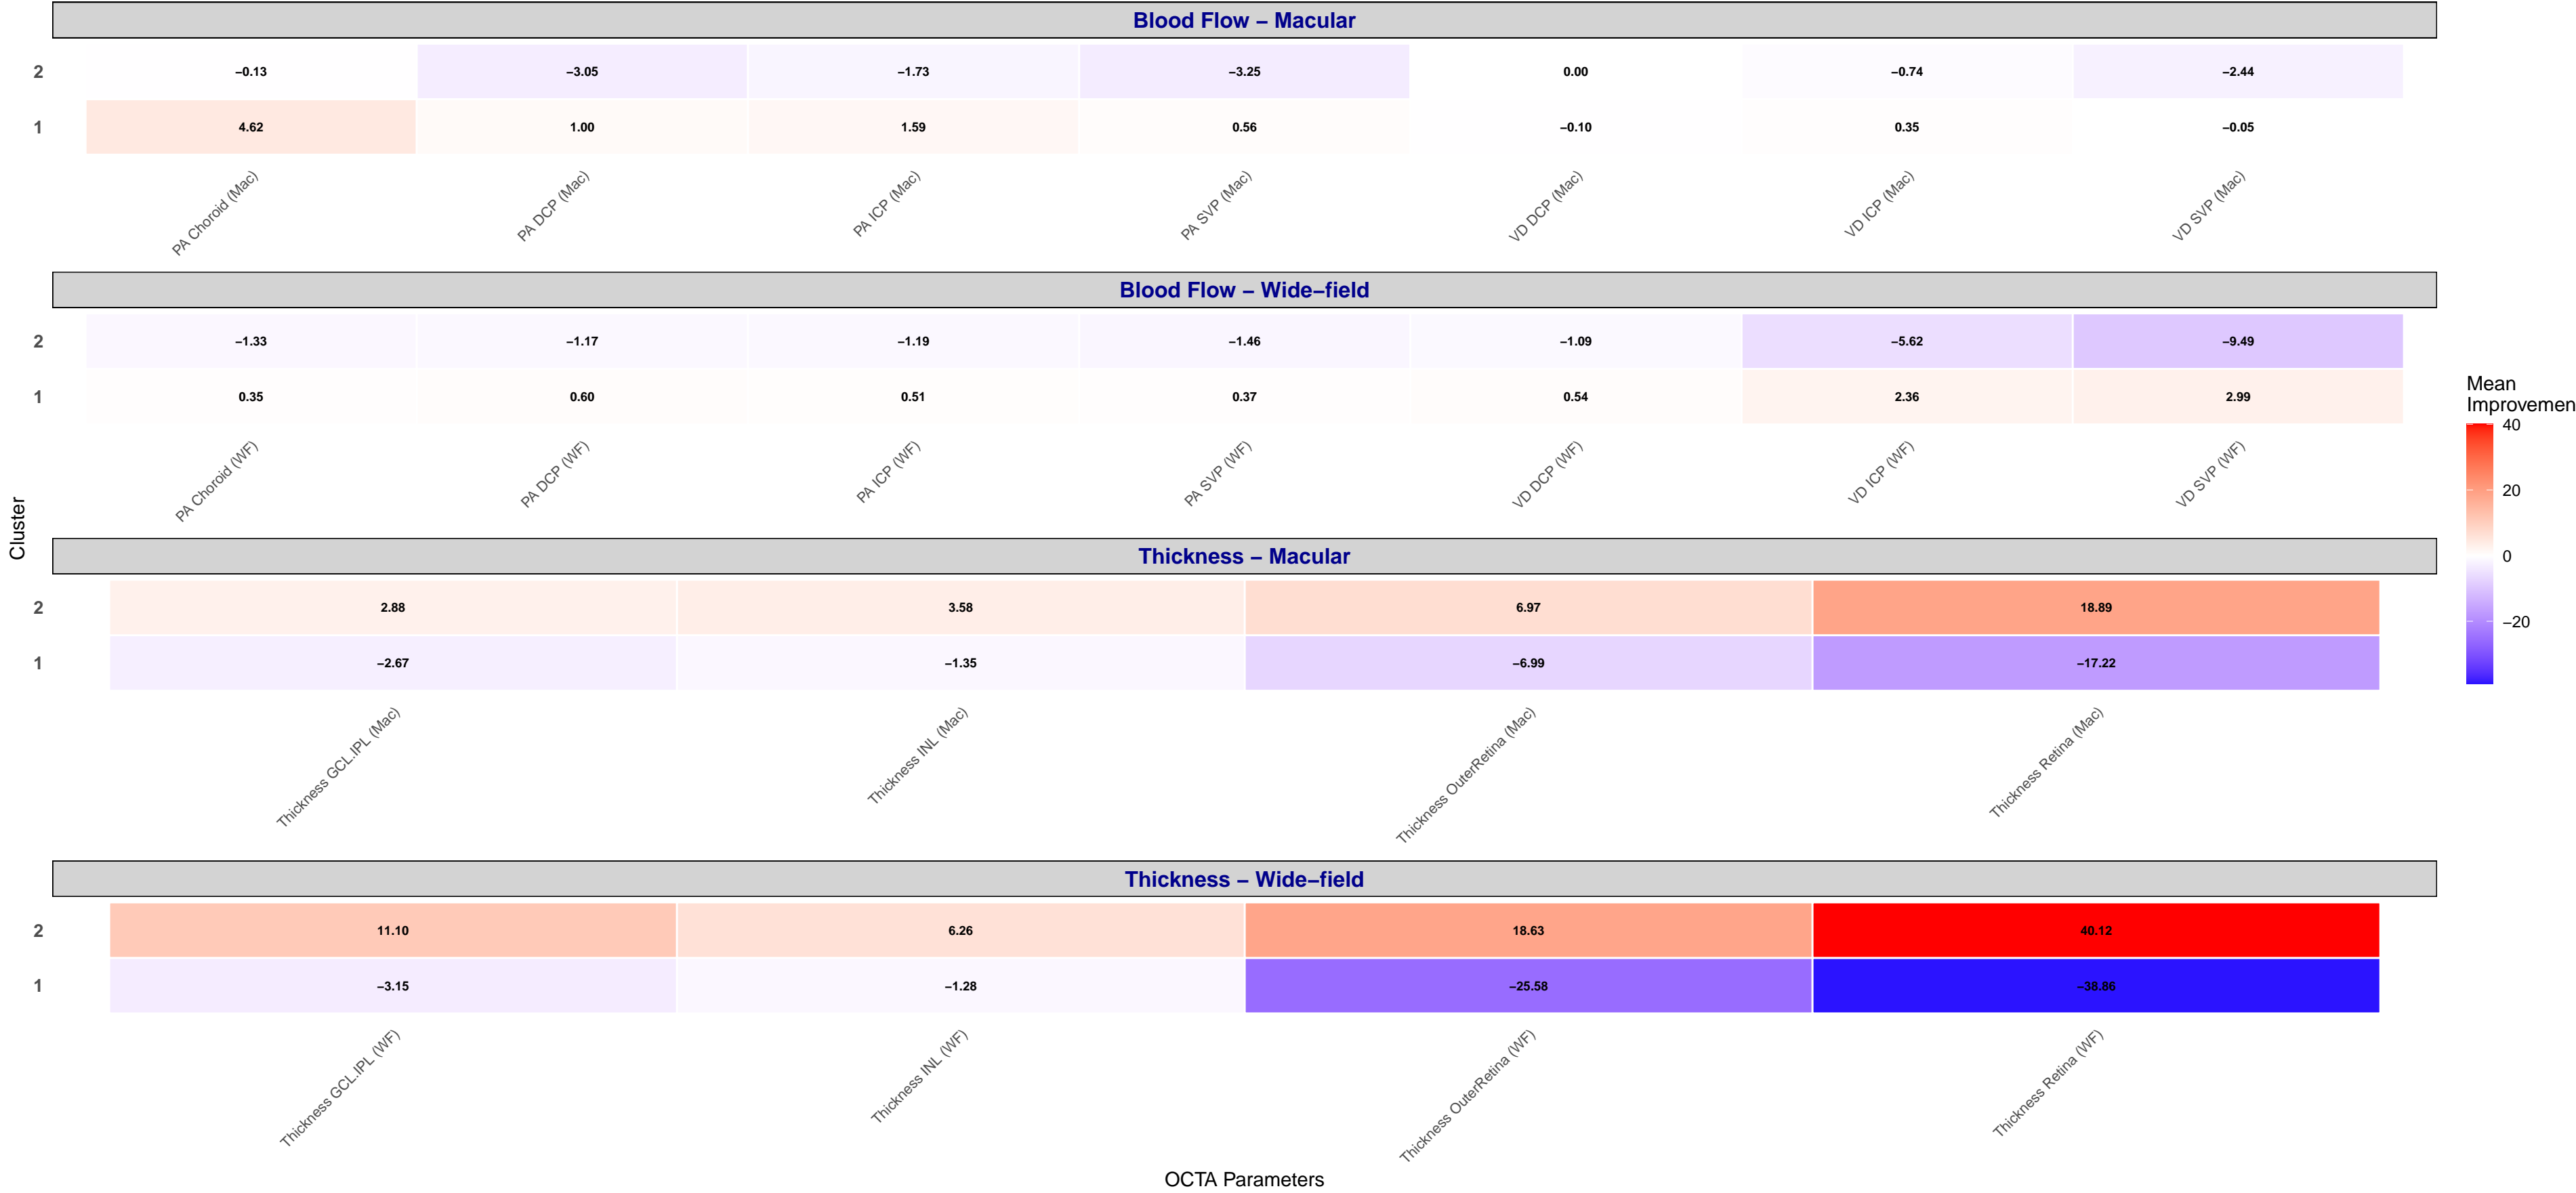 Blood Flow – Macular
2 –0.13 –3.05 –1.73 –3.25 0.00 –0.74 –2.44
1 4.62 1.00 1.59 0.56 –0.10 0.35 –0.05
PA Choroid (Mac) PA DCP (Mac) PA ICP (Mac) PA SVP (Mac) VD DCP (Mac) VD ICP (Mac) VD SVP (Mac)
Blood Flow – Wide–field
2 –1.33 –1.17 –1.19 –1.46 –1.09 –5.62 –9.49
1 0.35 0.60 0.51 0.37 0.54 2.36 2.99
PA Choroid (WF) PA DCP (WF) PA ICP (WF) PA SVP (WF) VD DCP (WF) VD ICP (WF) VD SVP (WF)
Cluster
Thickness – Macular
2 2.88 3.58 6.97 18.89
1 –2.67 –1.35 –6.99 –17.22
Thickness GCL.IPL (Mac) Thickness INL (Mac) Thickness OuterRetina (Mac) Thickness Retina (Mac)
Thickness – Wide–field
2 11.10 6.26 18.63 40.12
1 –3.15 –1.28 –25.58 –38.86
Thickness GCL.IPL (WF) Thickness INL (WF) Thickness OuterRetina (WF) Thickness Retina (WF)
OCTA Parameters
Mean
Improvemen
40
20
0
–20